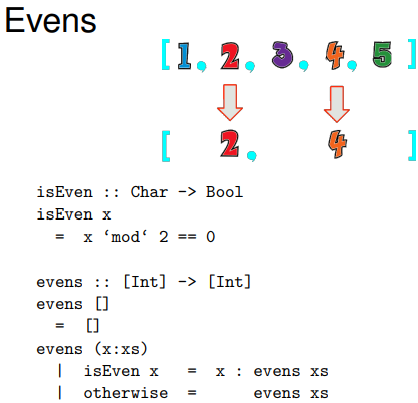 Evens
[1, 2, 3, 4, 5]
[2, 4]
isEven :: Char -> Bool
isEven x
= x ‘mod‘ 2 == 0
evens :: [Int] -> [Int]
evens []
= []
evens (x:xs)
| isEven x = x : evens xs
| otherwise = evens xs